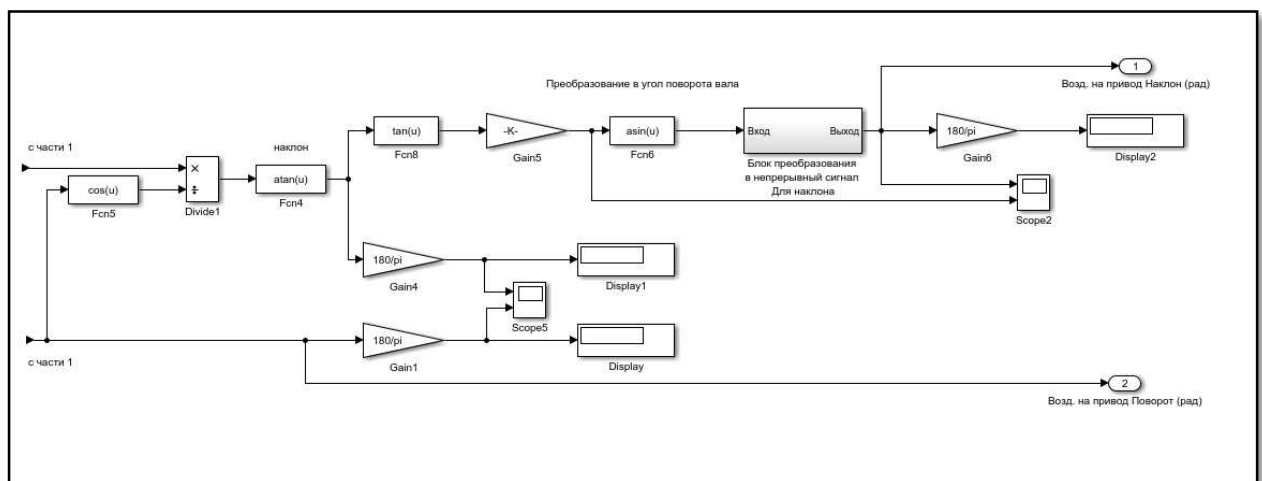 1
Преобразование в угол поворота вала
Возд. на привод Наклон (рад)
tan(u)
-K-
asin(u)
Вход
Выход
180/pi
Fcn8
Gain5
Fcn6
Gain6
Display2
с части 1
наклон
×
÷
cos(u)
atan(u)
Блок преобразования
в непрерывный сигнал
Для наклона
Fcn5
Divide1
Fcn4
Scope2
180/pi
Gain4
Display1
Scope5
180/pi
с части 1
Gain1
Display
2
Возд. на привод Поворот (рад)